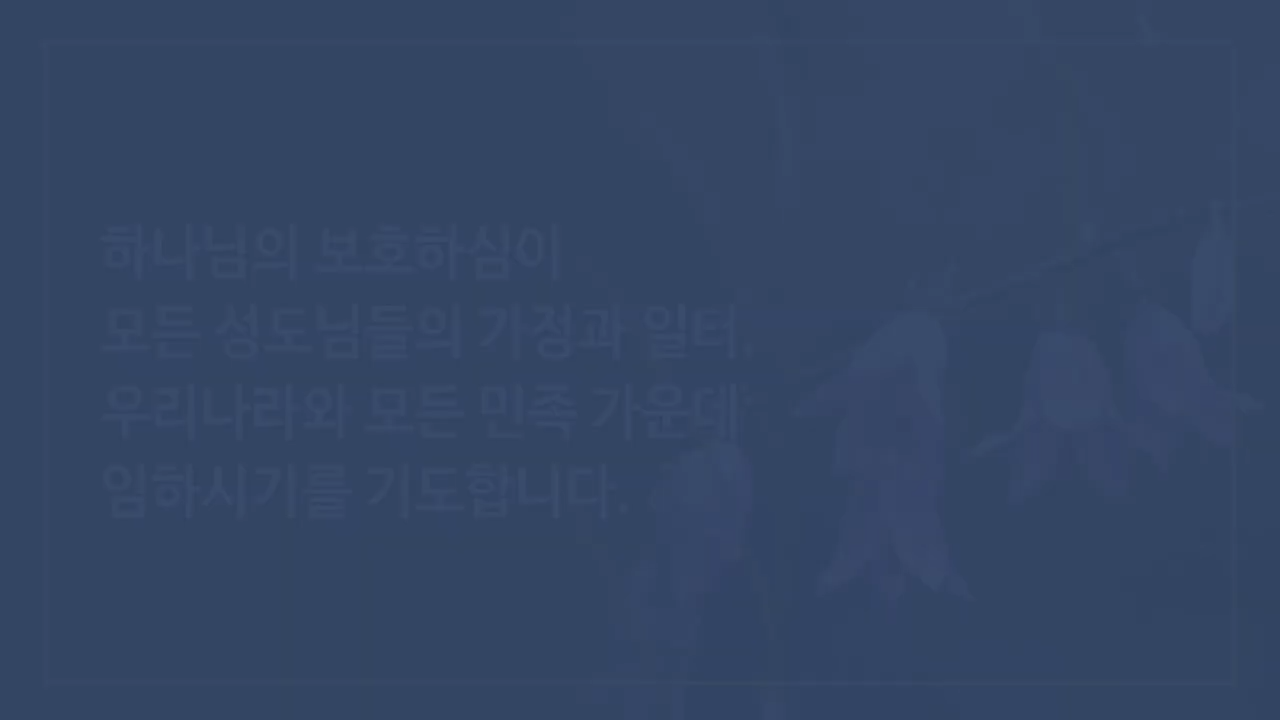 하나님의 보호하심이
모든 성도님들의 가정과 일터,
우리나라와 모든 민족 가운데
임하시기를 기도합니다.